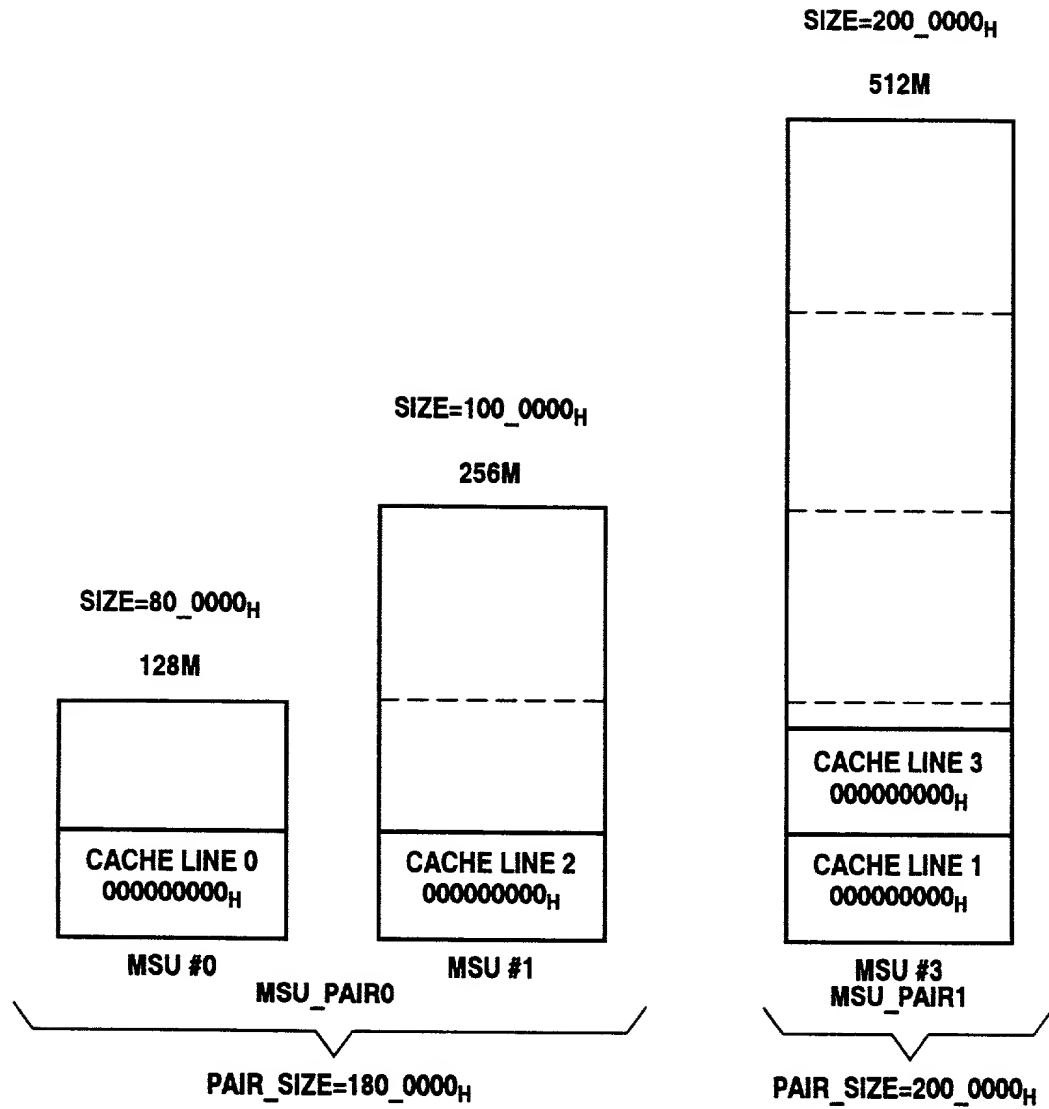 SIZE=200_0000H
512M
SIZE=100_0000H
256M
SIZE=80_0000H
128M
CACHE LINE 3
000000000H
CACHE LINE 0
000000000H
CACHE LINE 2
000000000H
CACHE LINE 1
000000000H
MSU #0
MSU #1
MSU #3
MSU_PAIR0
MSU_PAIR1
PAIR_SIZE=180_0000H
PAIR_SIZE=200_0000H